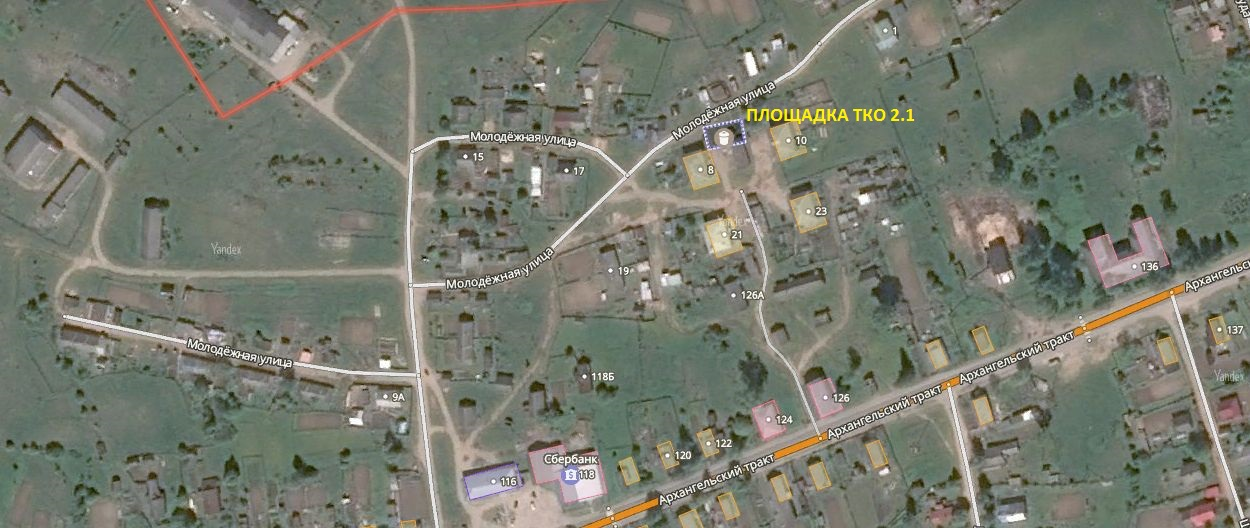 1
Молодёжная улица
ПЛОЩАДКА ТКО 2.1
Молодёжная улица
10
15
17
8
23
Yandex
21
Yandex
19
136
Молодёжная улица
Архангельский тракт
126А
137
Молодёжная улица
Архангельский тракт
118Б
Yandex
9А
126
124
Архангельский тракт
122
120
Сбербанк
118
116
Архангельский тракт
Архангельский тракт